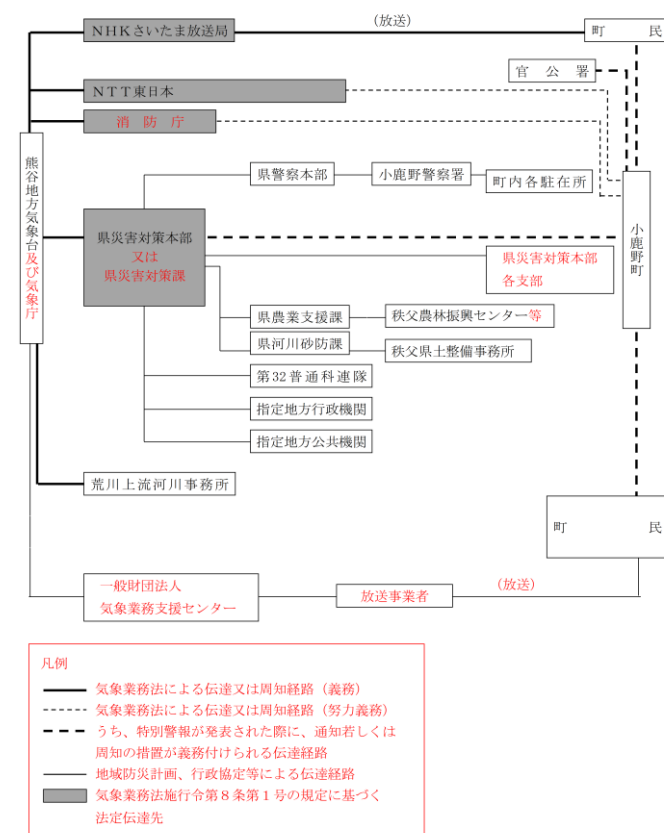 NHKさいたま放送局
(放送)
町 民
官 公 署
NTT東日本
消 防 庁
熊谷地方気象台及び気象庁
県警察本部
小鹿野警察署
町内各駐在所
小鹿野町
県災害対策本部
又は
県災害対策課
県災害対策本部
各支部
県農業支援課
秩父農林振興センター等
県河川砂防課
秩父県土整備事務所
第32普通科連隊
指定地方行政機関
指定地方公共機関
荒川上流河川事務所
町 民
一般財団法人
気象業務支援センター
放送事業者
(放送)
凡例
気象業務法による伝達又は周知経路(義務)
気象業務法による伝達又は周知経路(努力義務)
うち、特別警報が発表された際に、通知若しくは
周知の措置が義務付けられる伝達経路
地域防災計画、行政協定等による伝達経路
気象業務法施行令第8条第1号の規定に基づく
法定伝達先